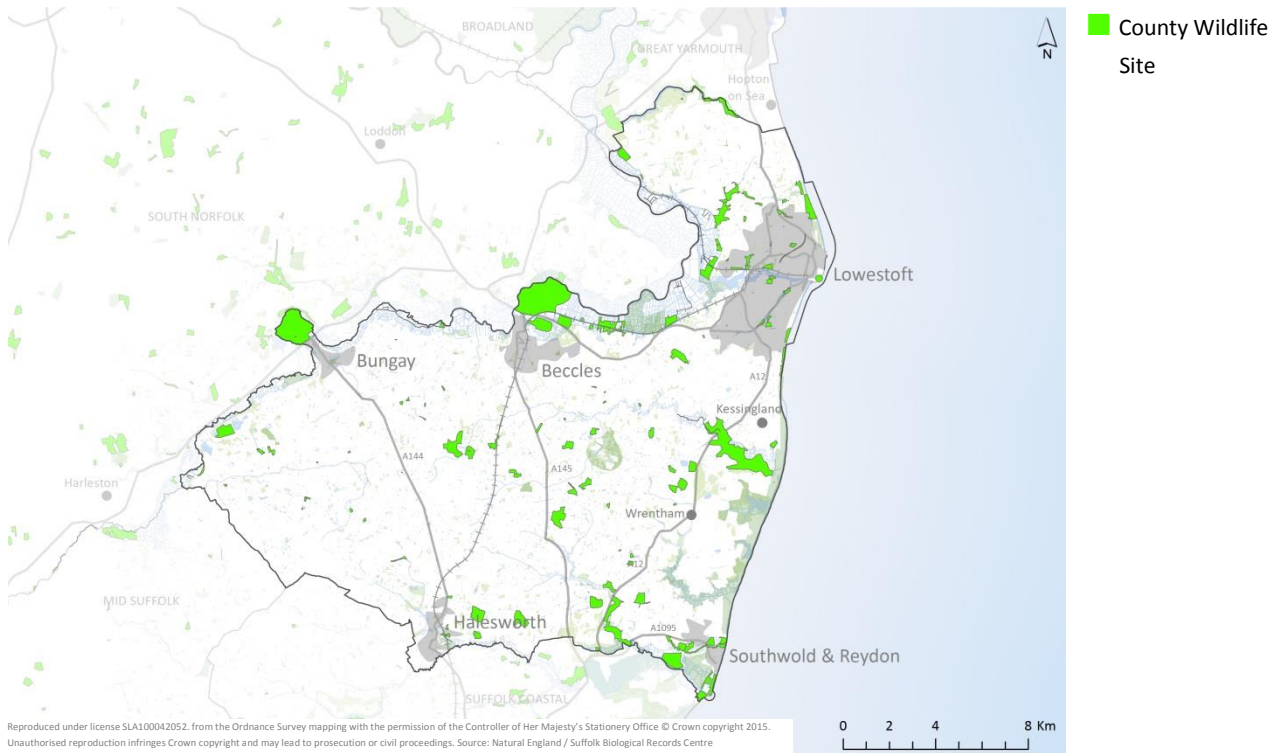 BROADLAND
GREAT YARMOUTH
County Wildlife
Site
N
Hopton
on Sea
Loddon
SOUTH NORFOLK
Lowestoft
Bungay
Beccles
A12
Kessingland
A144
A145
Harleston
Wrentham
A12
MID SUFFOLK
Halesworth
A1095
Southwold & Reydon
SUFFOLK COASTAL
Reproduced under license SLA100042052. from the Ordnance Survey mapping with the permission of the Controller of Her Majesty's Stationery Office © Crown copyright 2015.
Unauthorised reproduction infringes Crown copyright and may lead to prosecution or civil proceedings. Source: Natural England / Suffolk Biological Records Centre
0 2 4 8 Km